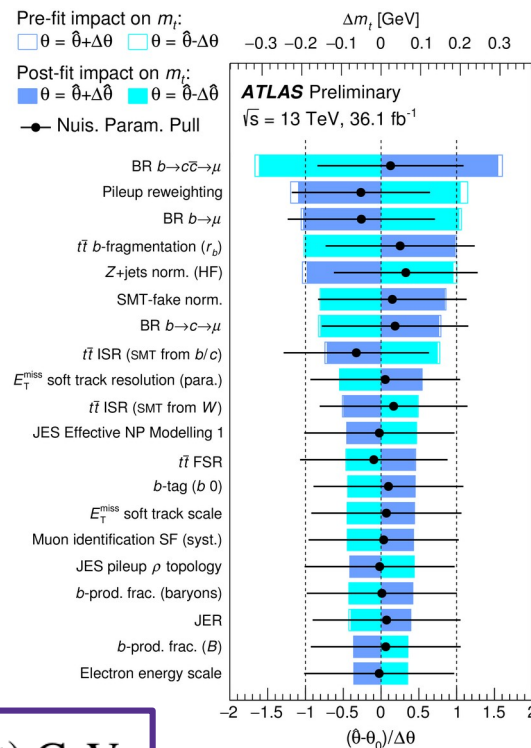 Pre-fit impact on mₜ:
θ = θ̂+Δθ θ = θ̂-Δθ
Post-fit impact on mₜ:
θ = θ̂+Δθ̂ θ = θ̂-Δθ̂
Nuis. Param. Pull
Δmₜ [GeV]
−0.3 −0.2 −0.1 0 0.1 0.2 0.3
ATLAS Preliminary
√s = 13 TeV, 36.1 fb⁻¹
BR b→cc̅→μ
Pileup reweighting
BR b→μ
tt̅ b-fragmentation (r_b)
Z+jets norm. (HF)
SMT-fake norm.
BR b→c→μ
tt̅ ISR (SMT from b/c)
E_T^miss soft track resolution (para.)
tt̅ ISR (SMT from W)
JES Effective NP Modelling 1
tt̅ FSR
b-tag (b 0)
E_T^miss soft track scale
Muon identification SF (syst.)
JES pileup ρ topology
b-prod. frac. (baryons)
JER
b-prod. frac. (B)
Electron energy scale
−2 −1.5 −1 −0.5 0 0.5 1 1.5 2
(θ̂-θ₀)/Δθ